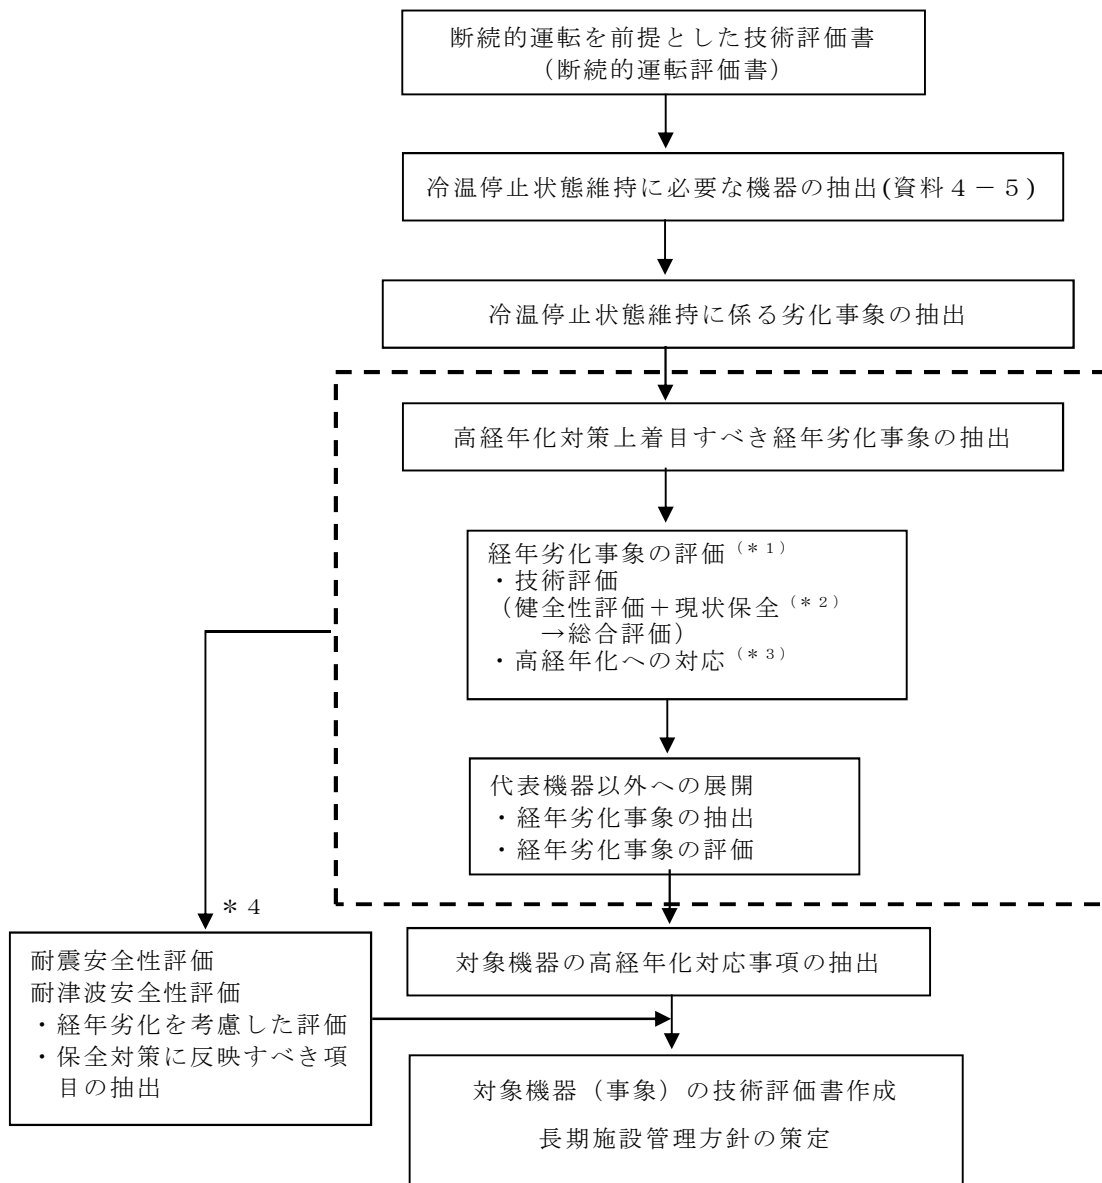 断続的運転を前提とした技術評価書
（断続的運転評価書）
冷温停止状態維持に必要な機器の抽出(資料４－５)
冷温停止状態維持に係る劣化事象の抽出
高経年化対策上着目すべき経年劣化事象の抽出
経年劣化事象の評価（＊１）
・技術評価
（健全性評価＋現状保全（＊２）
→総合評価）
・高経年化への対応（＊３）
代表機器以外への展開
・経年劣化事象の抽出
・経年劣化事象の評価
＊４
耐震安全性評価
耐津波安全性評価
・経年劣化を考慮した評価
・保全対策に反映すべき項
目の抽出
対象機器の高経年化対応事項の抽出
対象機器（事象）の技術評価書作成
長期施設管理方針の策定